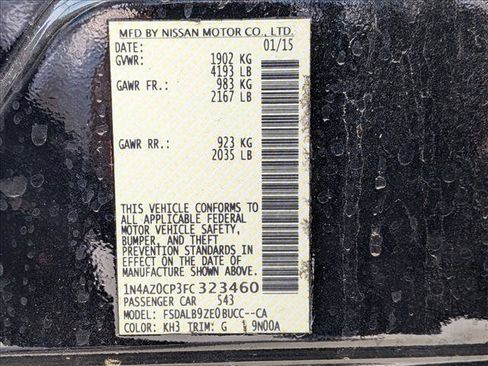 MFD BY NISSAN MOTOR CO., LTD.
DATE: 01/15
GVWR: 1902 KG
4193 LB
GAWR FR.: 983 KG
2167 LB
GAWR RR.: 923 KG
2035 LB
THIS VEHICLE CONFORMS TO
ALL APPLICABLE FEDERAL
MOTOR VEHICLE SAFETY,
BUMPER, AND THEFT
PREVENTION STANDARDS IN
EFFECT ON THE DATE OF
MANUFACTURE SHOWN ABOVE.
1N4AZ0CP3FC323460
PASSENGER CAR 543
MODEL: FSDALB9ZE0BUCC--CA
COLOR: KH3 TRIM: G 9N00A